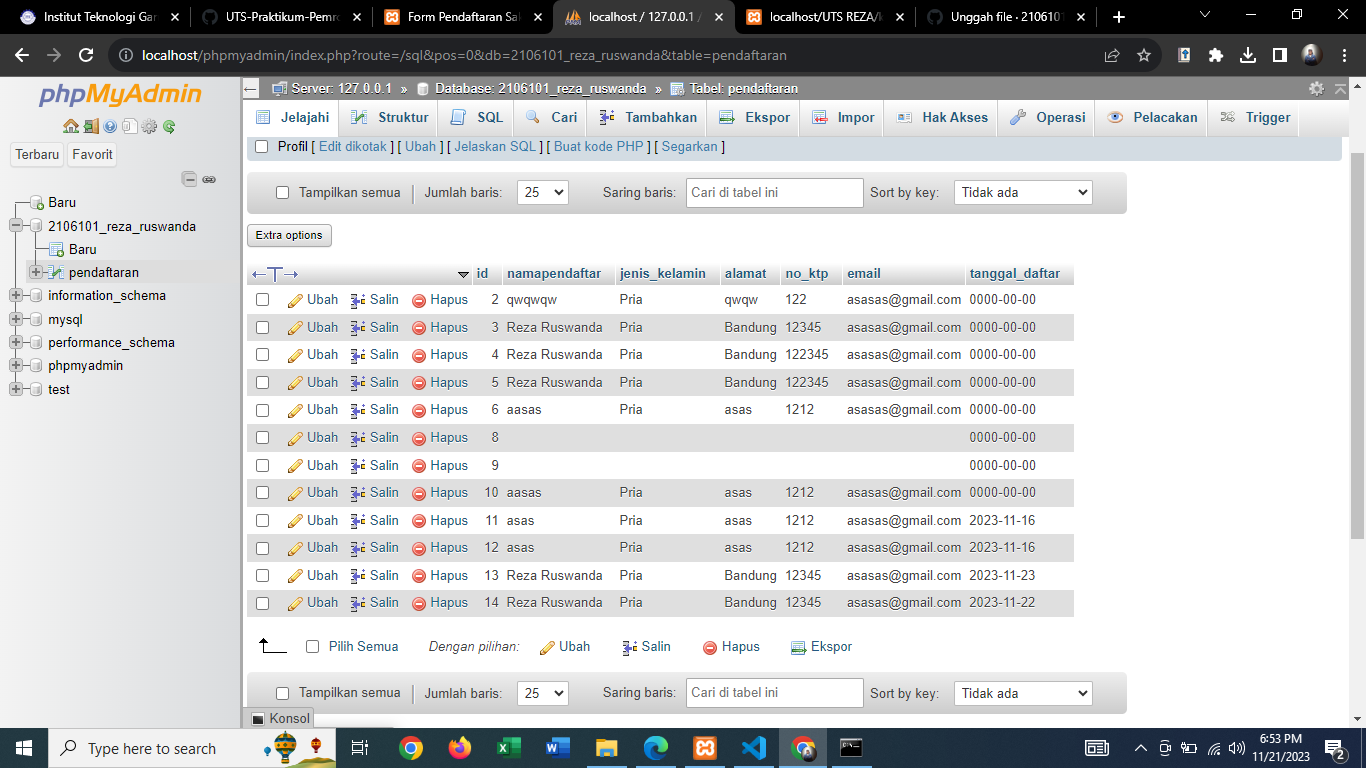 Institut Teknologi Gar
UTS-Praktikum-Pemro
Form Pendaftaran Sa
localhost / 127.0.0.1 /
localhost/UTS REZA/
Unggah file · 210610
localhost/phpmyadmin/index.php?route=/sql&pos=0&db=2106101_reza_ruswanda&table=pendaftaran
phpMyAdmin
Terbaru Favorit
Baru
2106101_reza_ruswanda
Baru
pendaftaran
information_schema
mysql
performance_schema
phpmyadmin
test
Server: 127.0.0.1 » Database: 2106101_reza_ruswanda » Tabel: pendaftaran
Jelajahi Struktur SQL Cari Tambahkan Ekspor Impor Hak Akses Operasi Pelacakan Trigger
Profil [ Edit dikotak ] [ Ubah ] [ Jelaskan SQL ] [ Buat kode PHP ] [ Segarkan ]
Tampilkan semua | Jumlah baris: 25 Saring baris: Cari di tabel ini Sort by key: Tidak ada
Extra options
←T→ id namapendaftar jenis_kelamin alamat no_ktp email tanggal_daftar
Ubah Salin Hapus 2 qwqwqw Pria qwqw 122 asasas@gmail.com 0000-00-00
Ubah Salin Hapus 3 Reza Ruswanda Pria Bandung 12345 asasas@gmail.com 0000-00-00
Ubah Salin Hapus 4 Reza Ruswanda Pria Bandung 122345 asasas@gmail.com 0000-00-00
Ubah Salin Hapus 5 Reza Ruswanda Pria Bandung 122345 asasas@gmail.com 0000-00-00
Ubah Salin Hapus 6 aasas Pria asas 1212 asasas@gmail.com 0000-00-00
Ubah Salin Hapus 8 0000-00-00
Ubah Salin Hapus 9 0000-00-00
Ubah Salin Hapus 10 aasas Pria asas 1212 asasas@gmail.com 0000-00-00
Ubah Salin Hapus 11 asas Pria asas 1212 asasas@gmail.com 2023-11-16
Ubah Salin Hapus 12 asas Pria asas 1212 asasas@gmail.com 2023-11-16
Ubah Salin Hapus 13 Reza Ruswanda Pria Bandung 12345 asasas@gmail.com 2023-11-23
Ubah Salin Hapus 14 Reza Ruswanda Pria Bandung 12345 asasas@gmail.com 2023-11-22
Pilih Semua Dengan pilihan: Ubah Salin Hapus Ekspor
Tampilkan semua | Jumlah baris: 25 Saring baris: Cari di tabel ini Sort by key: Tidak ada
Konsol
Type here to search
6:53 PM
11/21/2023
2